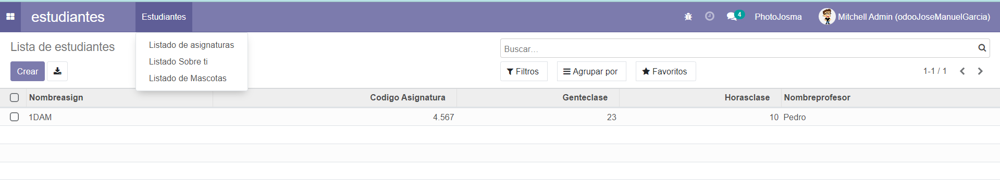 estudiantes Estudiantes 4 PhotoJosma Mitchell Admin (odooJoseManuelGarcia)
Listado de asignaturas
Listado Sobre ti
Listado de Mascotas
Lista de estudiantes
Buscar...
Crear Filtros Agrupar por Favoritos 1-1 / 1
Nombreasign Codigo Asignatura Genteclase Horasclase Nombreprofesor
1DAM 4.567 23 10 Pedro